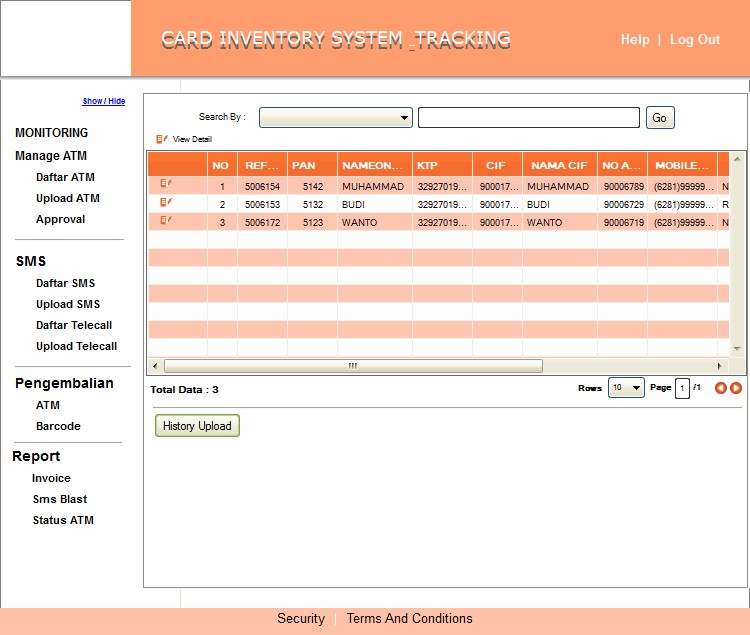 CARD INVENTORY SYSTEM _TRACKING
Help | Log Out
Show / Hide
MONITORING
Manage ATM
Daftar ATM
Upload ATM
Approval
SMS
Daftar SMS
Upload SMS
Daftar Telecall
Upload Telecall
Pengembalian
ATM
Barcode
Report
Invoice
Sms Blast
Status ATM
Search By :
Go
View Detail
NO REF... PAN NAMEON... KTP CIF NAMA CIF NO A... MOBILE...
1 5006154 5142 MUHAMMAD 32927019... 900017... MUHAMMAD 90006789 (6281)99999... N
2 5006153 5132 BUDI 32927019... 900017... BUDI 90006729 (6281)99999... R
3 5006172 5123 WANTO 32927019... 900017... WANTO 90006719 (6281)99999... N
Total Data : 3
Rows 10 Page 1 /1
History Upload
Security | Terms And Conditions